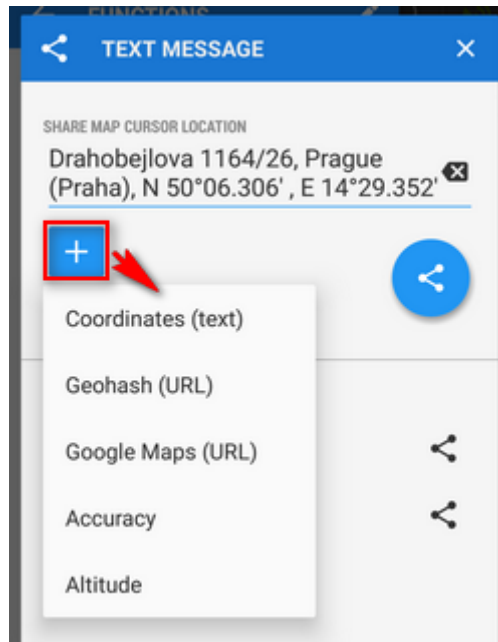 FUNCTIONS
TEXT MESSAGE
SHARE MAP CURSOR LOCATION
Drahobejlova 1164/26, Prague
(Praha), N 50°06.306' , E 14°29.352'
Coordinates (text)
Geohash (URL)
Google Maps (URL)
Accuracy
Altitude